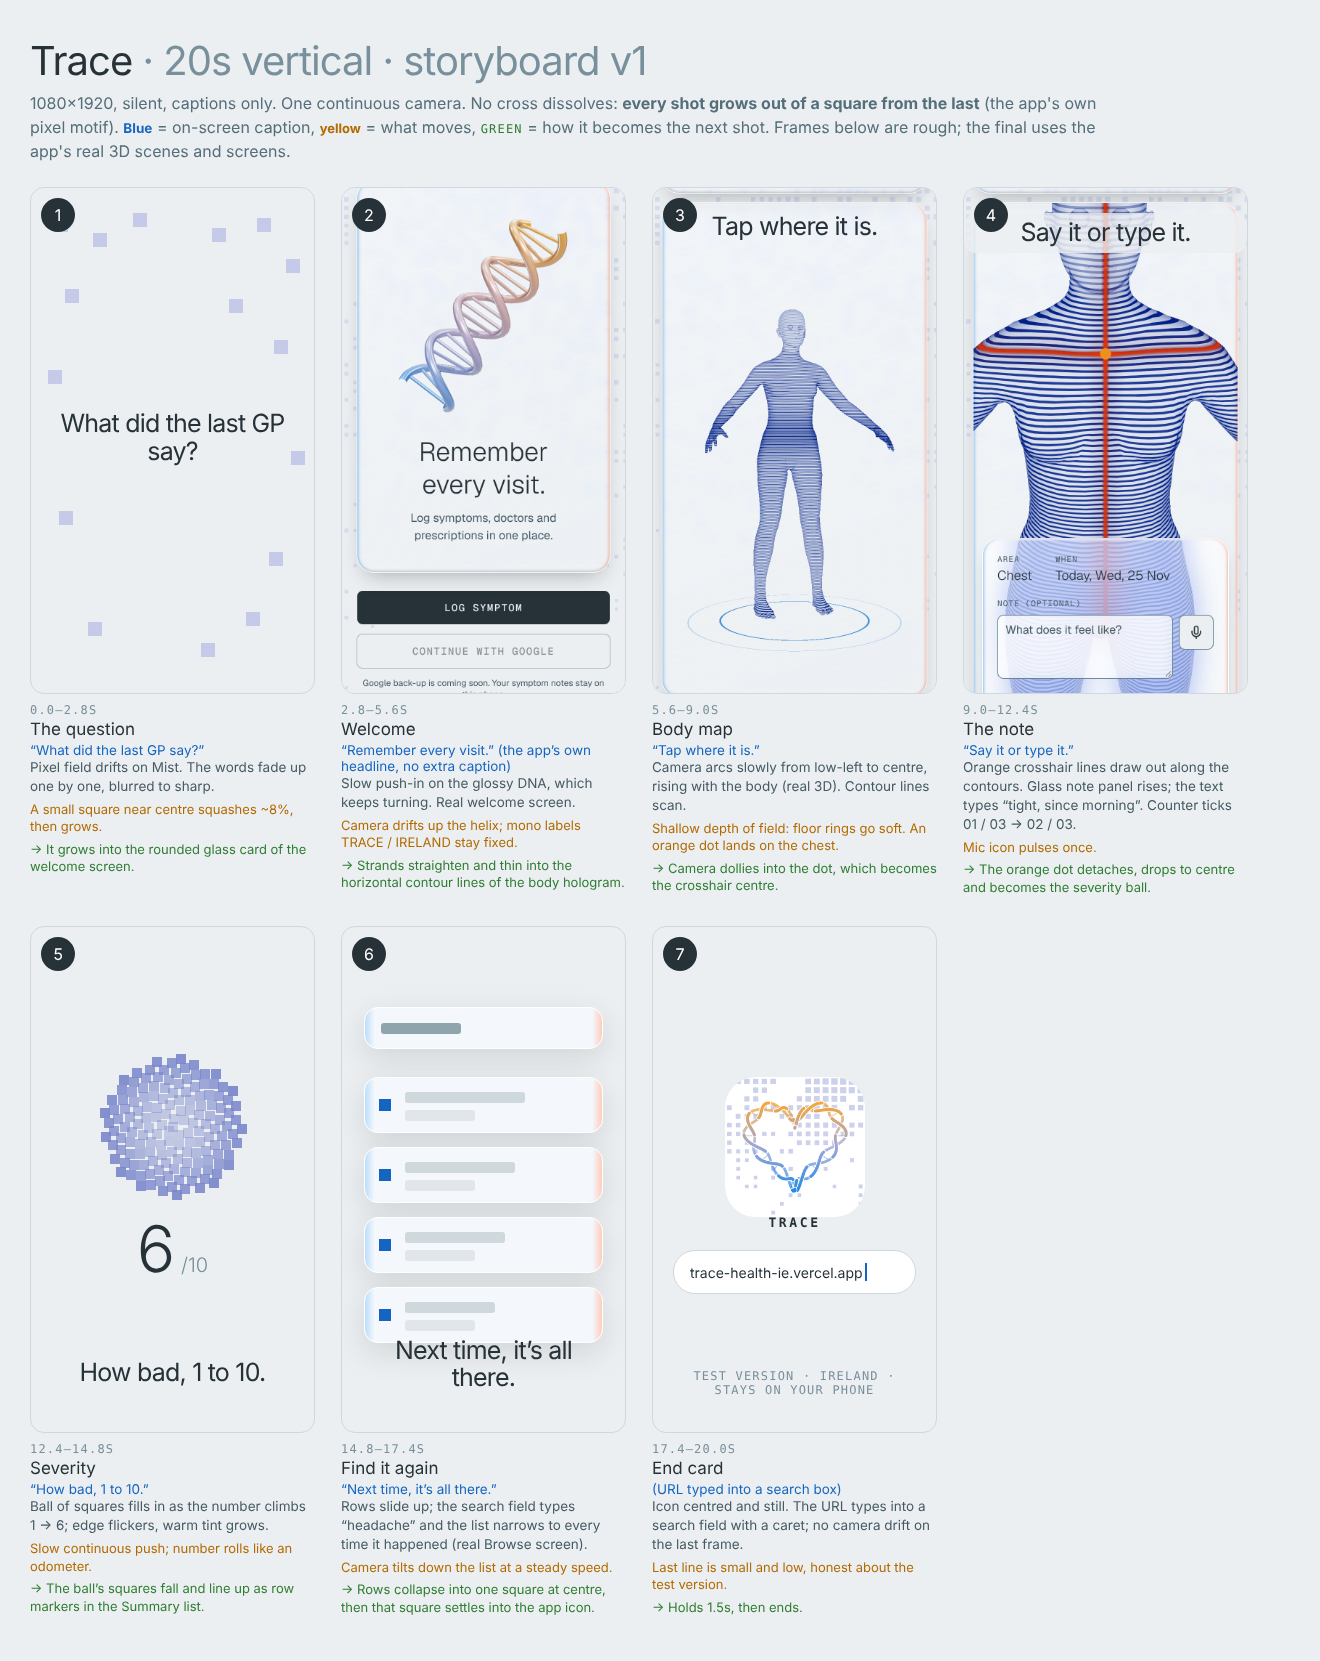 Trace · 20s vertical · storyboard v1
1080×1920, silent, captions only. One continuous camera. No cross dissolves: every shot grows out of a square from the last (the app's own
pixel motif). Blue = on-screen caption, yellow = what moves, GREEN = how it becomes the next shot. Frames below are rough; the final uses the
app's real 3D scenes and screens.
1
What did the last GP
say?
0.0–2.8S
The question
“What did the last GP say?”
Pixel field drifts on Mist. The words fade up
one by one, blurred to sharp.
A small square near centre squashes ~8%,
then grows.
→ It grows into the rounded glass card of the
welcome screen.
2
Remember
every visit.
Log symptoms, doctors and
prescriptions in one place.
LOG SYMPTOM
CONTINUE WITH GOOGLE
Google back-up is coming soon. Your symptom notes stay on
2.8–5.6S
Welcome
“Remember every visit.” (the app’s own
headline, no extra caption)
Slow push-in on the glossy DNA, which
keeps turning. Real welcome screen.
Camera drifts up the helix; mono labels
TRACE / IRELAND stay fixed.
→ Strands straighten and thin into the
horizontal contour lines of the body hologram.
3
Tap where it is.
5.6–9.0S
Body map
“Tap where it is.”
Camera arcs slowly from low-left to centre,
rising with the body (real 3D). Contour lines
scan.
Shallow depth of field: floor rings go soft. An
orange dot lands on the chest.
→ Camera dollies into the dot, which becomes
the crosshair centre.
4
Say it or type it.
AREA
WHEN
Chest
Today, Wed, 25 Nov
NOTE (OPTIONAL)
What does it feel like?
9.0–12.4S
The note
“Say it or type it.”
Orange crosshair lines draw out along the
contours. Glass note panel rises; the text
types “tight, since morning”. Counter ticks
01 / 03 → 02 / 03.
Mic icon pulses once.
→ The orange dot detaches, drops to centre
and becomes the severity ball.
5
6 /10
How bad, 1 to 10.
12.4–14.8S
Severity
“How bad, 1 to 10.”
Ball of squares fills in as the number climbs
1 → 6; edge flickers, warm tint grows.
Slow continuous push; number rolls like an
odometer.
→ The ball’s squares fall and line up as row
markers in the Summary list.
6
Next time, it’s all
there.
14.8–17.4S
Find it again
“Next time, it’s all there.”
Rows slide up; the search field types
“headache” and the list narrows to every
time it happened (real Browse screen).
Camera tilts down the list at a steady speed.
→ Rows collapse into one square at centre,
then that square settles into the app icon.
7
TRACE
trace-health-ie.vercel.app
TEST VERSION · IRELAND ·
STAYS ON YOUR PHONE
17.4–20.0S
End card
(URL typed into a search box)
Icon centred and still. The URL types into a
search field with a caret; no camera drift on
the last frame.
Last line is small and low, honest about the
test version.
→ Holds 1.5s, then ends.